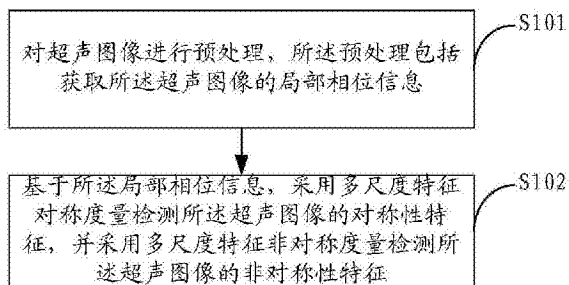 对超声图像进行预处理，所述预处理包括
获取所述超声图像的局部相位信息
S101
基于所述局部相位信息，采用多尺度特征
对称度量检测所述超声图像的对称性特
征，并采用多尺度特征非对称度量检测所
述超声图像的非对称性特征
S102